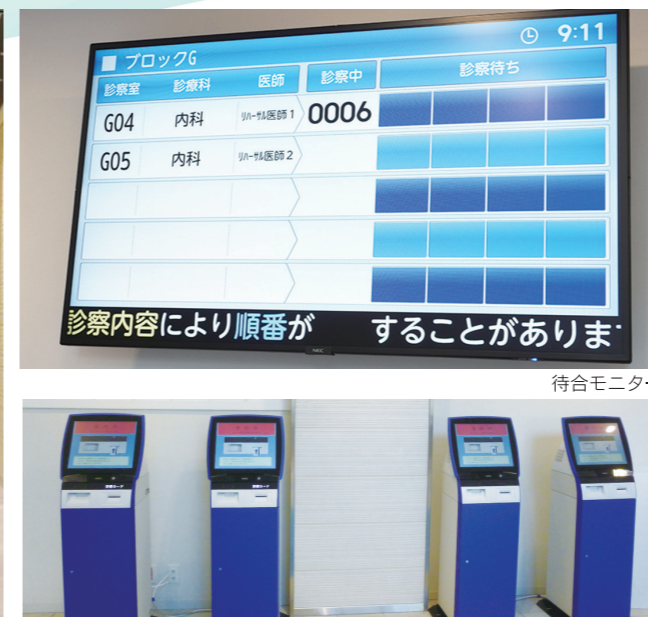 9:11
ブロックG
診察室 診療科 医師 診察中 診察待ち
G04 内科 リハーサル医師1 0006
G05 内科 リハーサル医師2
診察内容により順番が することがありま
NEC
待合モニター